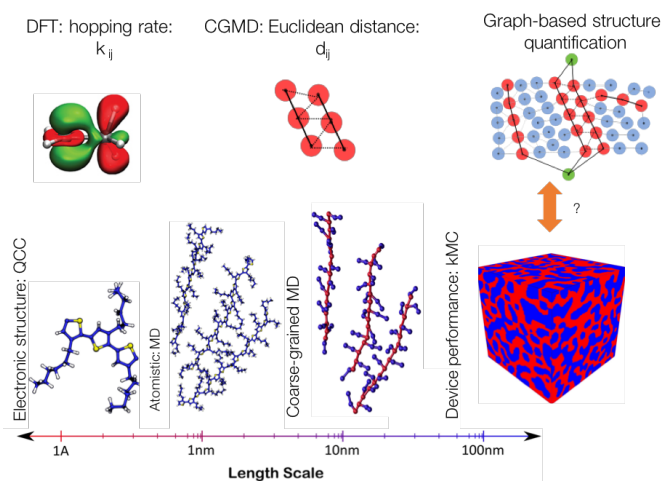 DFT: hopping rate:
k ij
CGMD: Euclidean distance:
dij
Graph-based structure
quantification
?
Electronic structure: QCC
Atomistic: MD
Coarse-grained MD
Device performance: kMC
1A
1nm
10nm
100nm
Length Scale